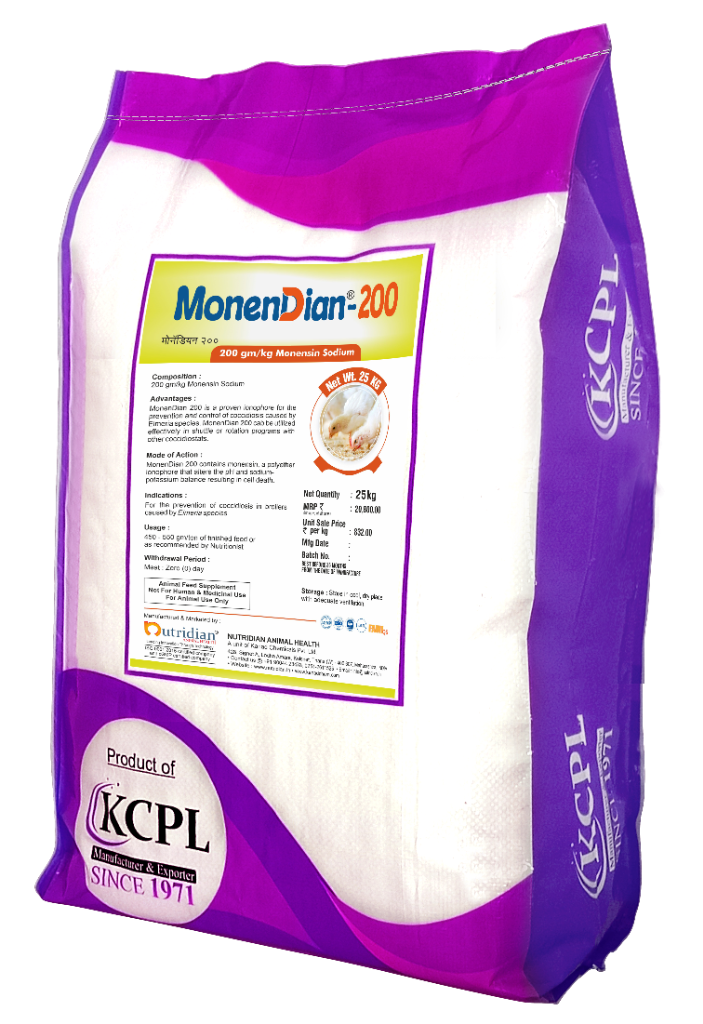 MonenDian®-200
मोनेंडियन २००
200 gm/kg Monensin Sodium
Composition :
200 gm/kg Monensin Sodium
Advantages :
MonenDian 200 is a proven ionophore for the
prevention and control of coccidiosis caused by
Eimeria species. MonenDian 200 can be utilized
effectively in shuttle or rotation programs with
other coccidiostats.
Mode of Action :
MonenDian 200 contains monensin, a polyether
ionophore that alters the pH and sodium-
potassium balance resulting in cell death.
Indications :
For the prevention of coccidiosis in broilers
caused by Eimeria species
Usage :
450 - 550 gm/ton of finished feed or
as recommended by Nutritionist
Withdrawal Period :
Meat : Zero (0) day
Animal Feed Supplement
Not For Human & Medicinal Use
For Animal Use Only
Net Wt. 25 KG
Net Quantity : 25kg
MRP ₹ : 20,800.00
Unit Sale Price
₹ per kg : 832.00
Mfg Date :
Batch No. :
Storage : Store in cool, dry place
with adequate ventilation
Manufactured & Marketed by :
Nutridian
NUTRIDIAN ANIMAL HEALTH
Product of
KCPL
Manufacturer & Exporter
SINCE 1971
KCPL
Manufacturer &
SINCE
KCPL
SINCE 1971